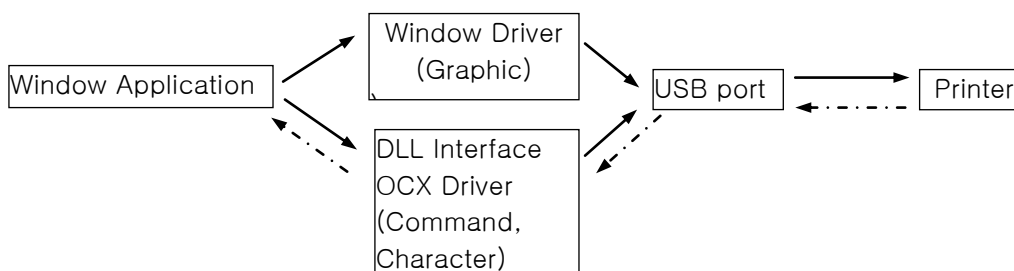 Window Application
Window Driver
(Graphic)
DLL Interface
OCX Driver
(Command,
Character)
USB port
Printer